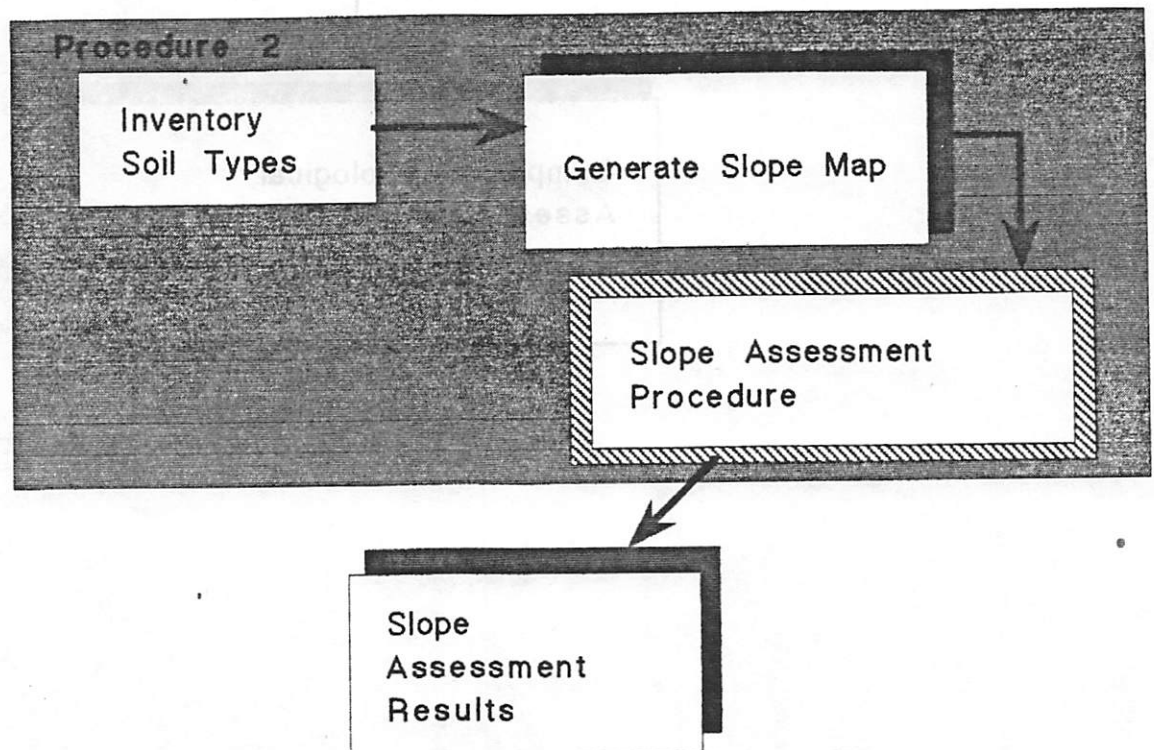 Procedure 2
Inventory
Soil Types
Generate Slope Map
Slope Assessment
Procedure
Slope
Assessment
Results